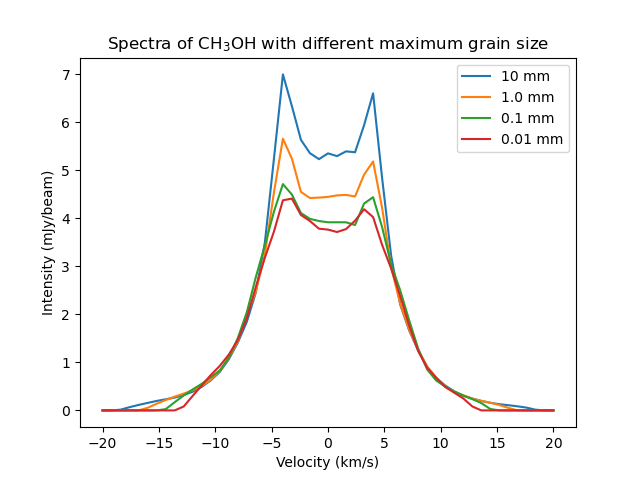 Spectra of CH₃OH with different maximum grain size
10 mm
1.0 mm
0.1 mm
0.01 mm
Intensity (mJy/beam)
7
6
5
4
3
2
1
0
−20 −15 −10 −5 0 5 10 15 20
Velocity (km/s)